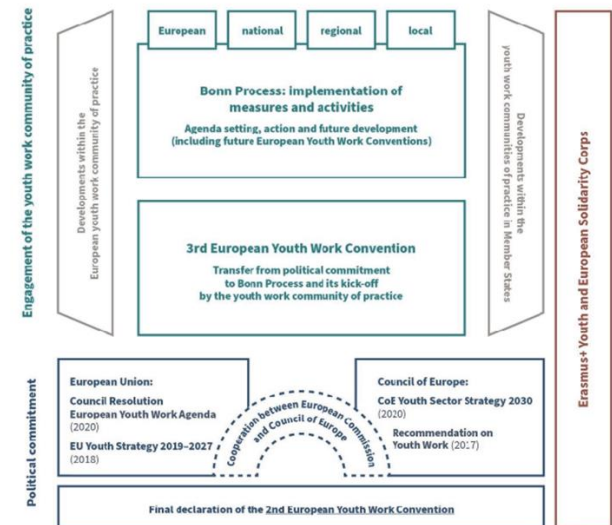 Engagement of the youth work community of practice
Developments within the
European youth work community of practice
European
national
regional
local
Bonn Process: implementation of
measures and activities
Agenda setting, action and future development
(including future European Youth Work Conventions)
3rd European Youth Work Convention
Transfer from political commitment
to Bonn Process and its kick-off
by the youth work community of practice
Developments within the
youth work communities of practice in Member States
Erasmus+ Youth and European Solidarity Corps
Political commitment
European Union:
Council Resolution
European Youth Work Agenda
(2020)
EU Youth Strategy 2019–2027
(2018)
Cooperation between European Commission
and Council of Europe
Council of Europe:
CoE Youth Sector Strategy 2030
(2020)
Recommendation on
Youth Work (2017)
Final declaration of the 2nd European Youth Work Convention